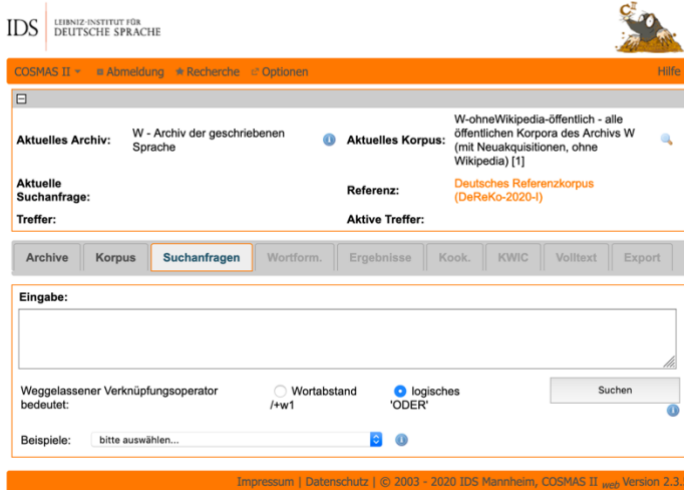 IDS
LEIBNIZ-INSTITUT FÜR
DEUTSCHE SPRACHE
CII
COSMAS II
Abmeldung
Recherche
Optionen
Hilfe
Aktuelles Archiv:
W - Archiv der geschriebenen
Sprache
Aktuelles Korpus:
W-ohneWikipedia-öffentlich - alle
öffentlichen Korpora des Archivs W
(mit Neuakquisitionen, ohne
Wikipedia) [1]
Aktuelle
Suchanfrage:
Referenz:
Deutsches Referenzkorpus
(DeReKo-2020-I)
Treffer:
Aktive Treffer:
Archive
Korpus
Suchanfragen
Wortform.
Ergebnisse
Kook.
KWIC
Volltext
Export
Eingabe:
Weggelassener Verknüpfungsoperator
bedeutet:
Wortabstand
/+w1
logisches
'ODER'
Suchen
Beispiele:
bitte auswählen...
Impressum | Datenschutz | © 2003 - 2020 IDS Mannheim, COSMAS II web Version 2.3.